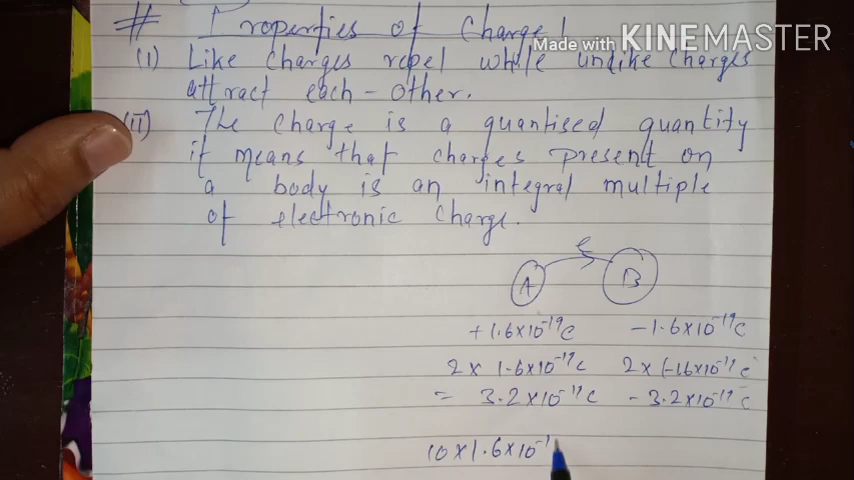 # Properties of Charge!
Made with KINEMASTER
(I) Like charges repel while unlike charges
attract each-other.
(II) The charge is a quantised quantity
it means that charges present on
a body is an integral multiple
of electronic charge.
e
A B
+1.6×10⁻¹⁹C -1.6×10⁻¹⁹C
2× 1.6×10⁻¹⁹C 2×(-1.6×10⁻¹⁹C
= 3.2×10⁻¹⁹C -3.2×10⁻¹⁹C
10×1.6×10⁻¹